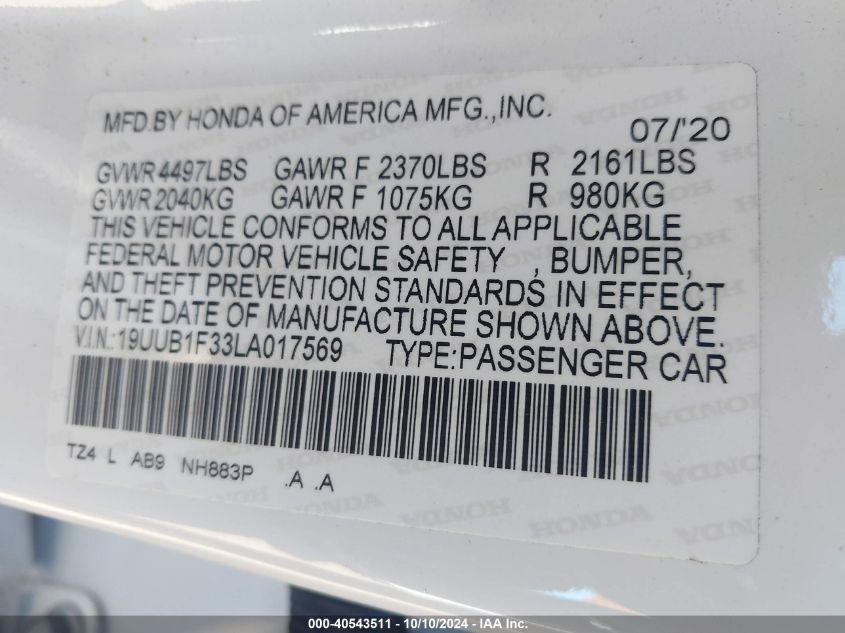 MFD.BY HONDA OF AMERICA MFG.,INC.
07/'20
GVWR 4497LBS GAWR F 2370LBS R 2161LBS
GVWR 2040KG GAWR F 1075KG R 980KG
THIS VEHICLE CONFORMS TO ALL APPLICABLE
FEDERAL MOTOR VEHICLE SAFETY , BUMPER,
AND THEFT PREVENTION STANDARDS IN EFFECT
ON THE DATE OF MANUFACTURE SHOWN ABOVE.
V.I.N.:19UUB1F33LA017569 TYPE:PASSENGER CAR
TZ4 L AB9 NH883P .A .A
000-40543511 - 10/10/2024 - IAA Inc.